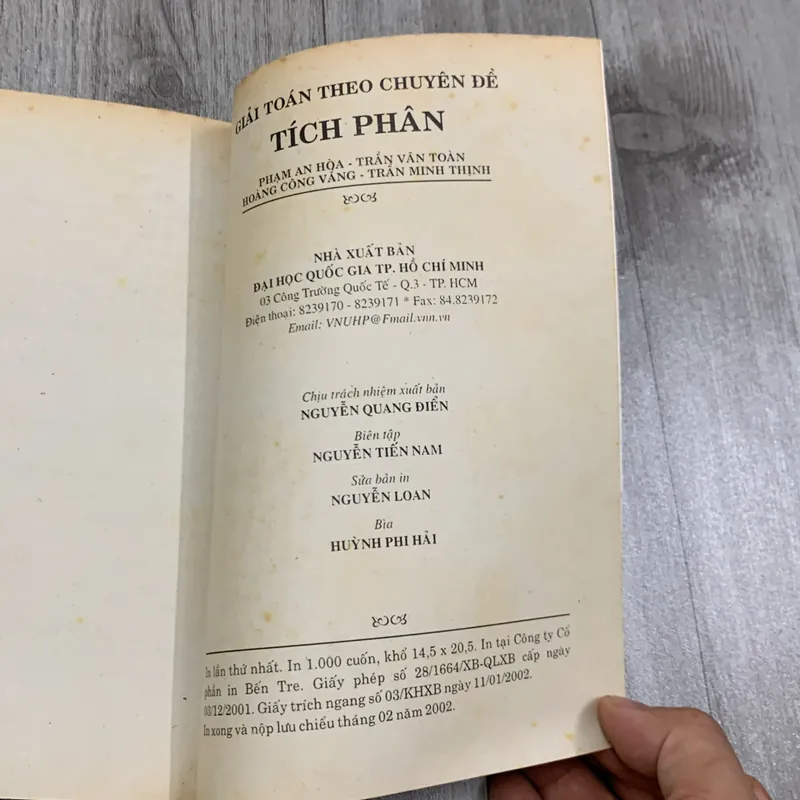 GIẢI TOÁN THEO CHUYÊN ĐỀ
TÍCH PHÂN
PHẠM AN HÒA - TRẦN VĂN TOÀN
HOÀNG CÔNG VĂNG - TRẦN MINH THỊNH
NHÀ XUẤT BẢN
ĐẠI HỌC QUỐC GIA TP. HỒ CHÍ MINH
03 Công Trường Quốc Tế - Q.3 - TP. HCM
Điện thoại: 8239170 - 8239171 * Fax: 84.8239172
Email: VNUHP@Fmail.vnn.vn
Chịu trách nhiệm xuất bản
NGUYỄN QUANG ĐIỂN
Biên tập
NGUYỄN TIẾN NAM
Sửa bản in
NGUYỄN LOAN
Bìa
HUỲNH PHI HẢI
In lần thứ nhất. In 1.000 cuốn, khổ 14,5 x 20,5. In tại Công ty Cổ
phần in Bến Tre. Giấy phép số 28/1664/XB-QLXB cấp ngày
03/12/2001. Giấy trích ngang số 03/KHXB ngày 11/01/2002.
In xong và nộp lưu chiểu tháng 02 năm 2002.